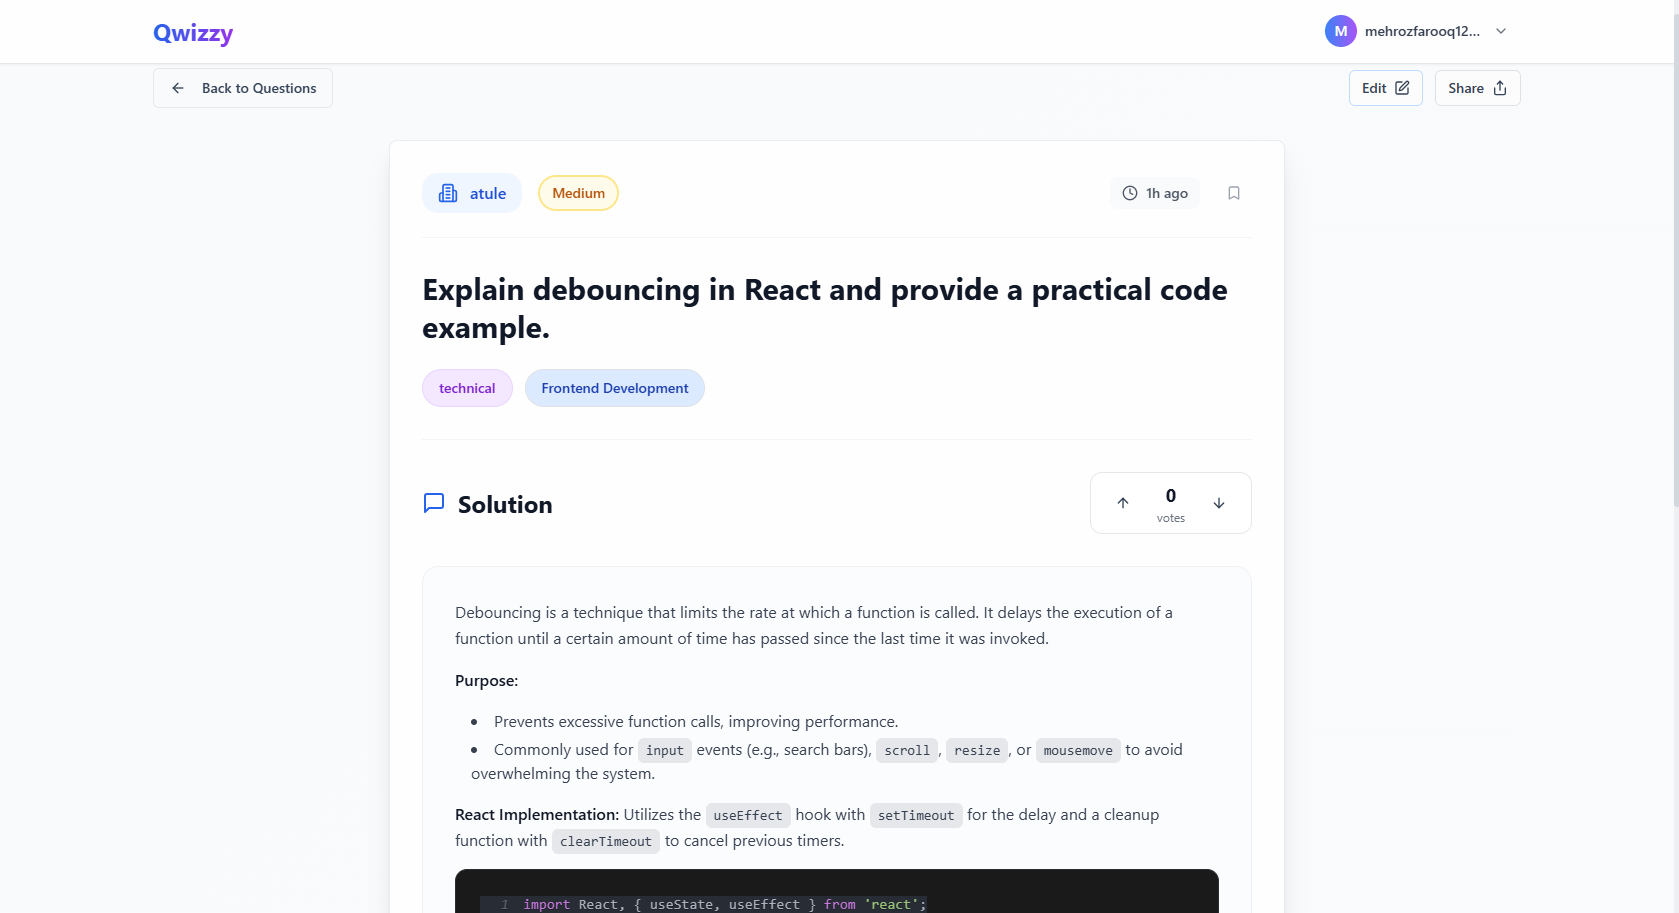 Qwizzy
M mehrozfarooq12...
Back to Questions
Edit
Share
atule
Medium
1h ago
Explain debouncing in React and provide a practical code
example.
technical
Frontend Development
Solution
0
votes
Debouncing is a technique that limits the rate at which a function is called. It delays the execution of a
function until a certain amount of time has passed since the last time it was invoked.
Purpose:
• Prevents excessive function calls, improving performance.
• Commonly used for input events (e.g., search bars), scroll, resize, or mousemove to avoid
overwhelming the system.
React Implementation: Utilizes the useEffect hook with setTimeout for the delay and a cleanup
function with clearTimeout to cancel previous timers.
1 import React, { useState, useEffect } from 'react';